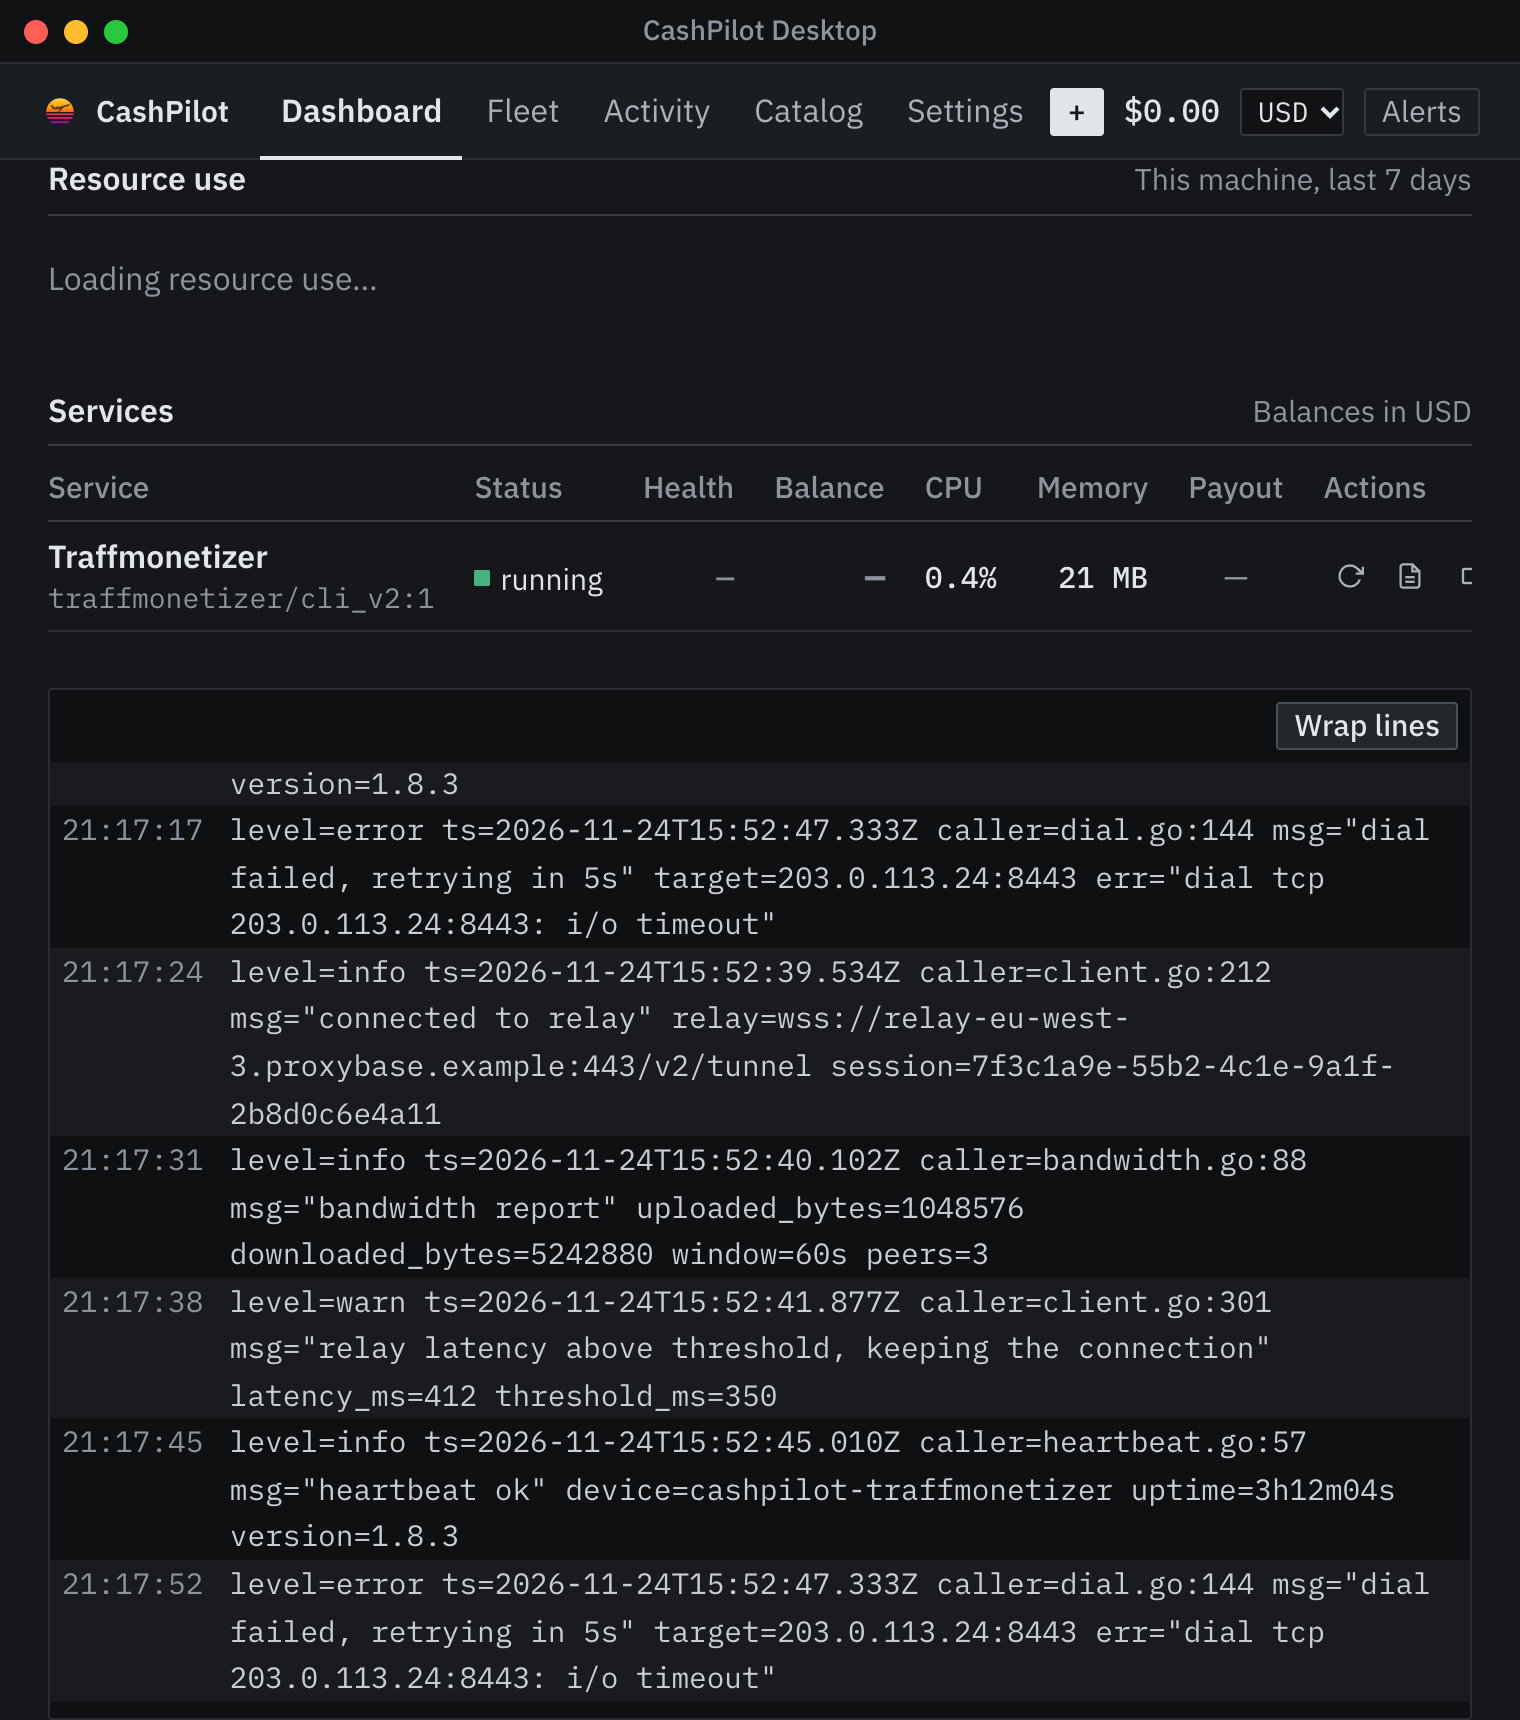 CashPilot Desktop
CashPilot Dashboard Fleet Activity Catalog Settings + $0.00 USD Alerts
Resource use This machine, last 7 days
Loading resource use...
Services Balances in USD
Service Status Health Balance CPU Memory Payout Actions
Traffmonetizer
traffmonetizer/cli_v2:1 running — — 0.4% 21 MB —
Wrap lines
version=1.8.3
21:17:17 level=error ts=2026-11-24T15:52:47.333Z caller=dial.go:144 msg="dial
failed, retrying in 5s" target=203.0.113.24:8443 err="dial tcp
203.0.113.24:8443: i/o timeout"
21:17:24 level=info ts=2026-11-24T15:52:39.534Z caller=client.go:212
msg="connected to relay" relay=wss://relay-eu-west-
3.proxybase.example:443/v2/tunnel session=7f3c1a9e-55b2-4c1e-9a1f-
2b8d0c6e4a11
21:17:31 level=info ts=2026-11-24T15:52:40.102Z caller=bandwidth.go:88
msg="bandwidth report" uploaded_bytes=1048576
downloaded_bytes=5242880 window=60s peers=3
21:17:38 level=warn ts=2026-11-24T15:52:41.877Z caller=client.go:301
msg="relay latency above threshold, keeping the connection"
latency_ms=412 threshold_ms=350
21:17:45 level=info ts=2026-11-24T15:52:45.010Z caller=heartbeat.go:57
msg="heartbeat ok" device=cashpilot-traffmonetizer uptime=3h12m04s
version=1.8.3
21:17:52 level=error ts=2026-11-24T15:52:47.333Z caller=dial.go:144 msg="dial
failed, retrying in 5s" target=203.0.113.24:8443 err="dial tcp
203.0.113.24:8443: i/o timeout"